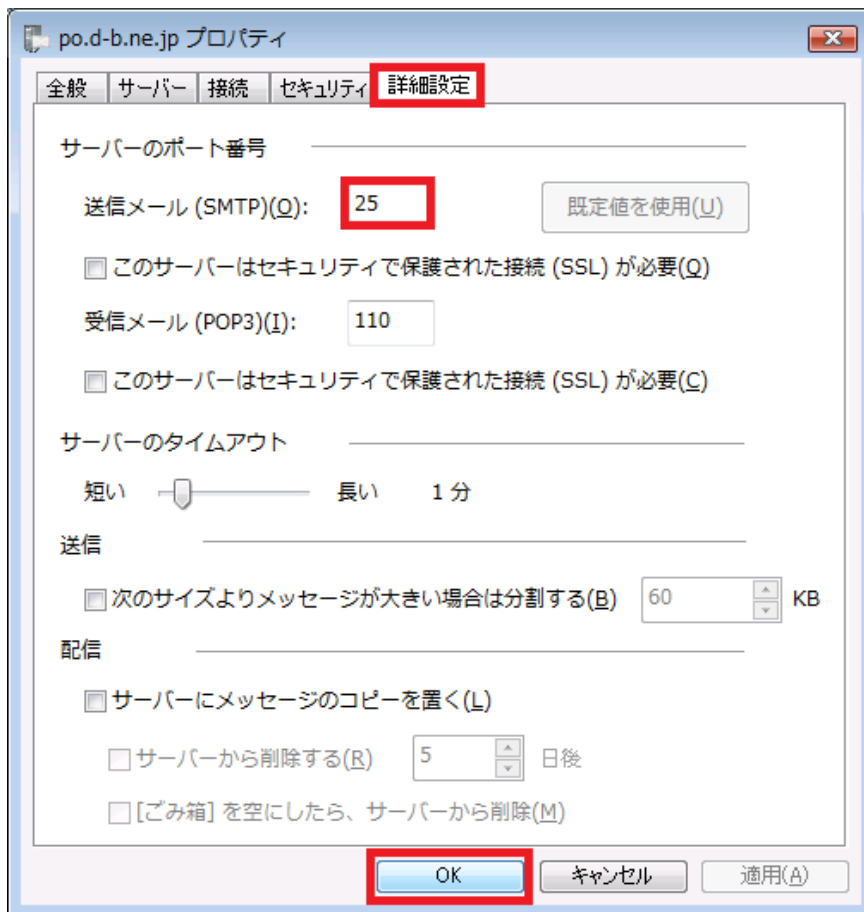 po.d-b.ne.jp プロパティ
全般 サーバー 接続 セキュリティ 詳細設定
サーバーのポート番号
送信メール (SMTP)(O): 25 既定値を使用(U)
このサーバーはセキュリティで保護された接続 (SSL) が必要(Q)
受信メール (POP3)(I): 110
このサーバーはセキュリティで保護された接続 (SSL) が必要(C)
サーバーのタイムアウト
短い 長い 1 分
送信
次のサイズよりメッセージが大きい場合は分割する(B) 60 KB
配信
サーバーにメッセージのコピーを置く(L)
サーバーから削除する(R) 5 日後
[ごみ箱] を空にしたら、サーバーから削除(M)
OK キャンセル 適用(A)